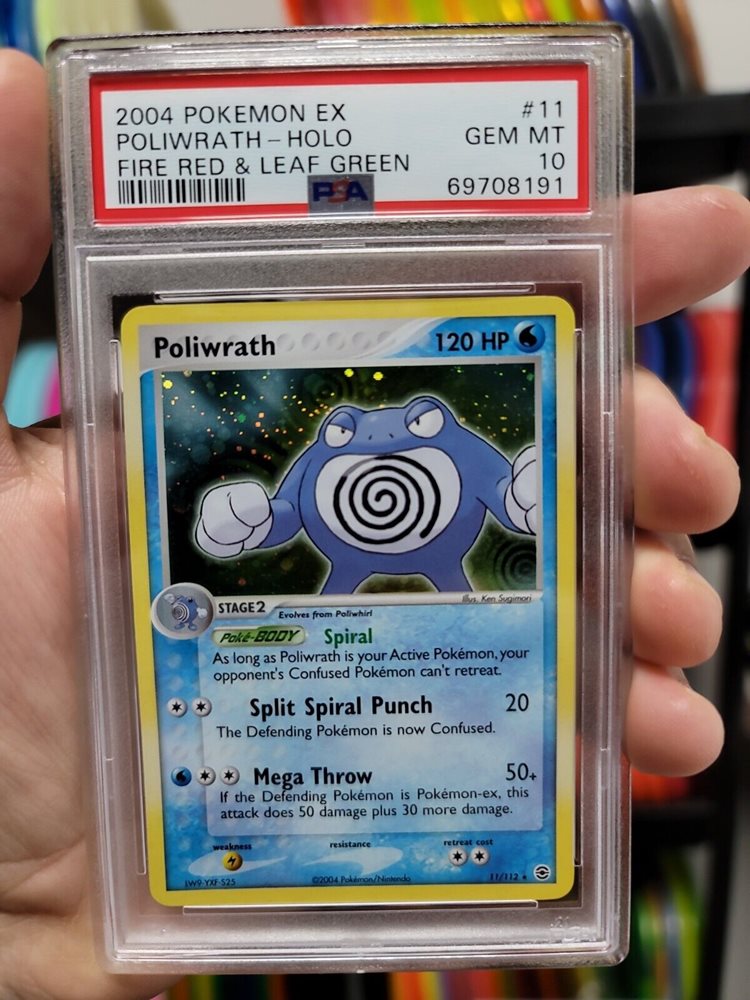 2004 POKEMON EX #11
POLIWRATH-HOLO GEM MT
FIRE RED & LEAF GREEN 10
PSA 69708191
Poliwrath 120 HP
STAGE2 Evolves from Poliwhirl
Illus. Ken Sugimori
Poké-BODY Spiral
As long as Poliwrath is your Active Pokémon, your
opponent's Confused Pokémon can't retreat.
Split Spiral Punch 20
The Defending Pokémon is now Confused.
Mega Throw 50+
If the Defending Pokémon is Pokémon-ex, this
attack does 50 damage plus 30 more damage.
weakness resistance retreat cost
©2004 Pokémon/Nintendo 11/112